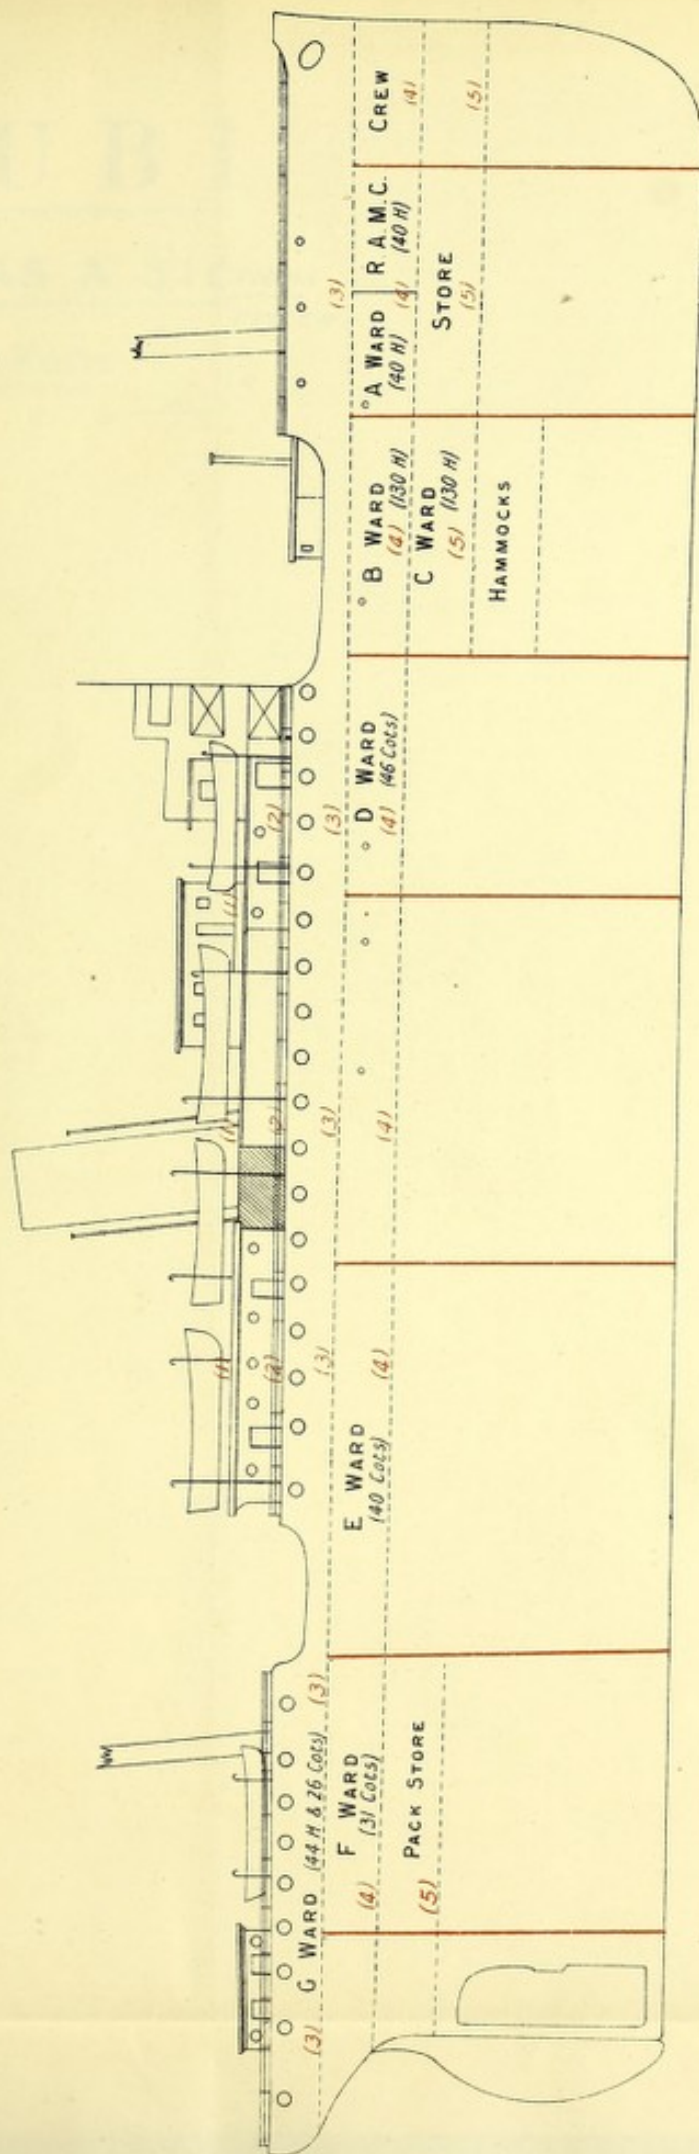 CREW
(4)
(5)
R.A.M.C.
(40 H)
A WARD
(40 H)
(4)
(3)
STORE
(5)
B WARD
(4) (130 H)
C WARD
(5) (130 H)
HAMMOCKS
D WARD
(46 Cots)
(4)
(3)
(2)
(1)
(1)
(2)
(3)
(4)
(1)
(2)
(3)
(4)
E WARD
(40 Cots)
F WARD
(31 Cots)
(4)
PACK STORE
(5)
G WARD (44 H & 26 Cots)
(3)
(3)